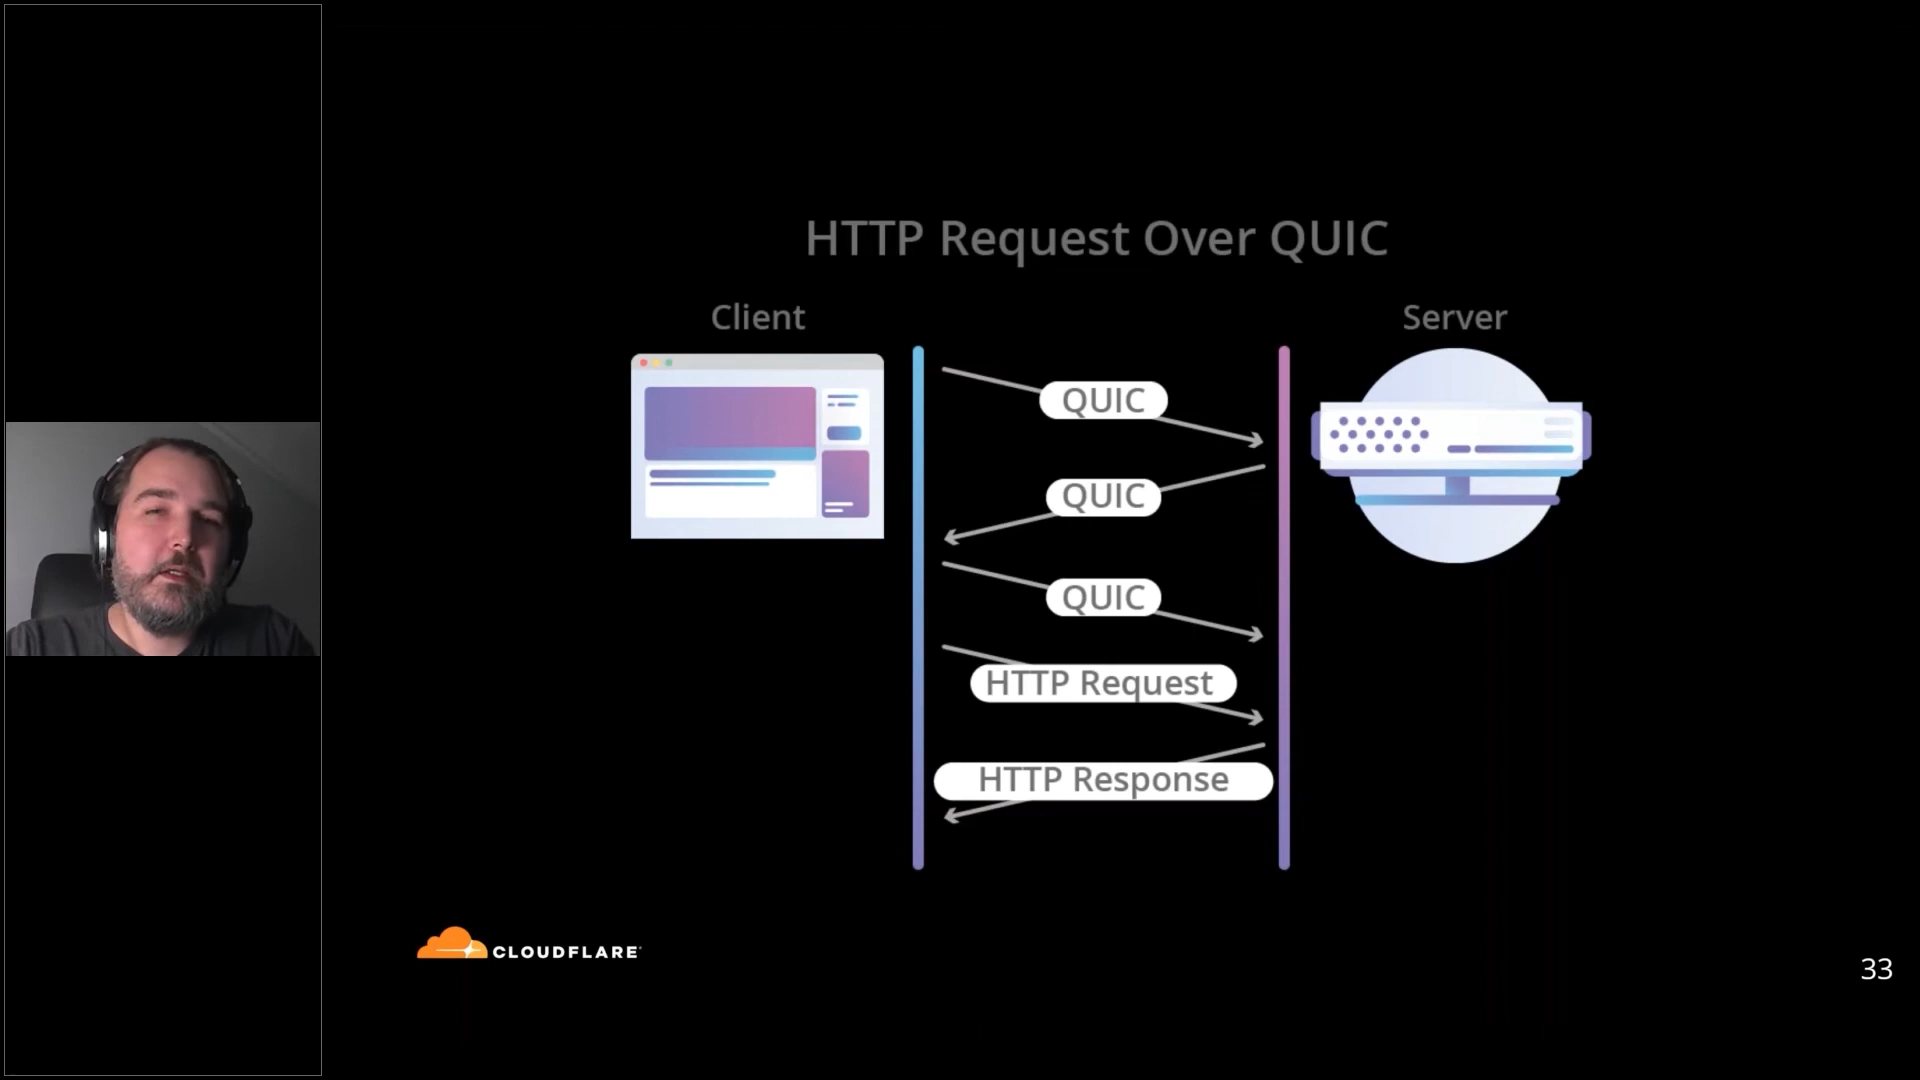 HTTP Request Over QUIC
Client
Server
QUIC
QUIC
QUIC
HTTP Request
HTTP Response
CLOUDFLARE
33